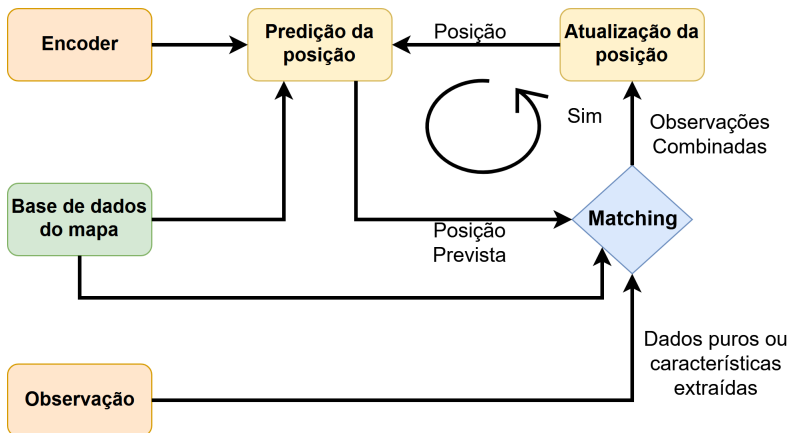 Encoder
Predição da
posição
Posição
Atualização da
posição
Sim
Observações
Combinadas
Base de dados
do mapa
Matching
Posição
Prevista
Dados puros ou
características
extraídas
Observação